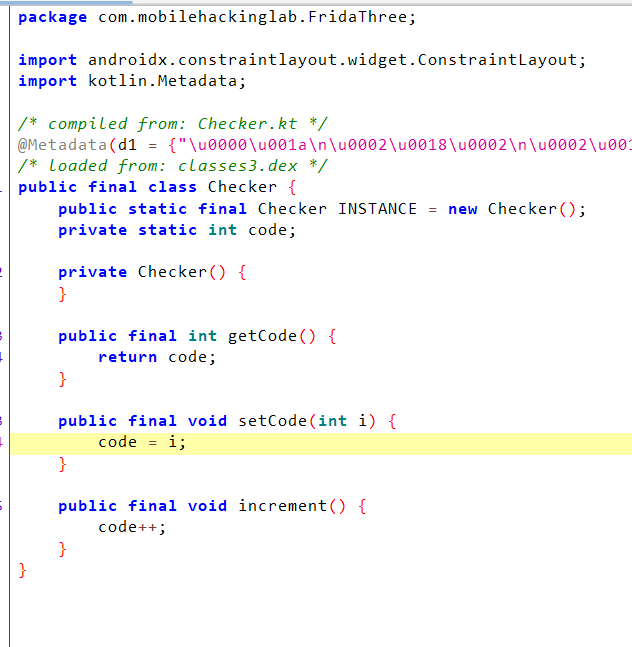 package com.mobilehackinglab.FridaThree;
import androidx.constraintlayout.widget.ConstraintLayout;
import kotlin.Metadata;
/* compiled from: Checker.kt */
@Metadata(d1 = {"\u0000\u001a\n\u0002\u0018\u0002\n\u0002\u001
/* loaded from: classes3.dex */
public final class Checker {
    public static final Checker INSTANCE = new Checker();
    private static int code;
    private Checker() {
    }
    public final int getCode() {
        return code;
    }
    public final void setCode(int i) {
        code = i;
    }
    public final void increment() {
        code++;
    }
}